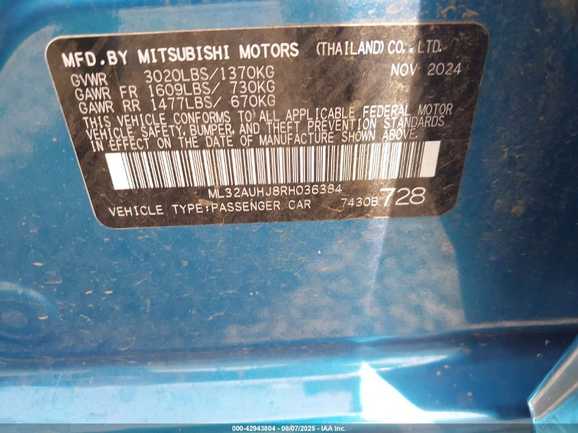 MFD.BY MITSUBISHI MOTORS (THAILAND) CO., LTD.
GVWR 3020LBS/1370KG NOV 2024
GAWR FR 1609LBS/ 730KG
GAWR RR 1477LBS/ 670KG
THIS VEHICLE CONFORMS TO ALL APPLICABLE FEDERAL MOTOR
VEHICLE SAFETY, BUMPER, AND THEFT PREVENTION STANDARDS
IN EFFECT ON THE DATE OF MANUFACTURE SHOWN ABOVE.
ML32AUHJ8RH036384
VEHICLE TYPE:PASSENGER CAR 7430B 728
000-42943804 - 08/07/2025 - IAA Inc.